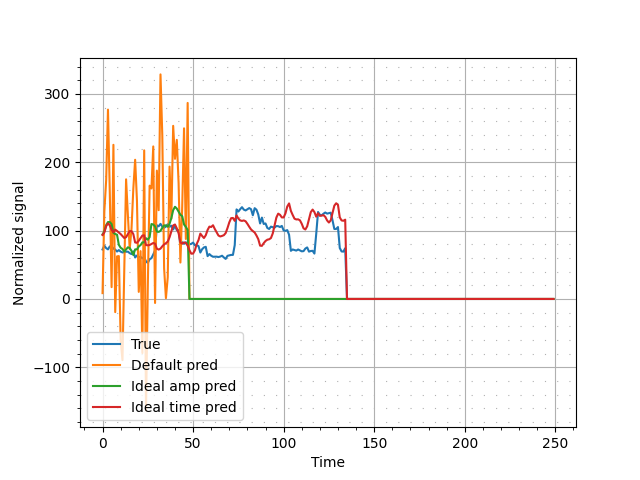 Normalized signal
300
200
100
0
−100
True
Default pred
Ideal amp pred
Ideal time pred
0
50
100
150
200
250
Time